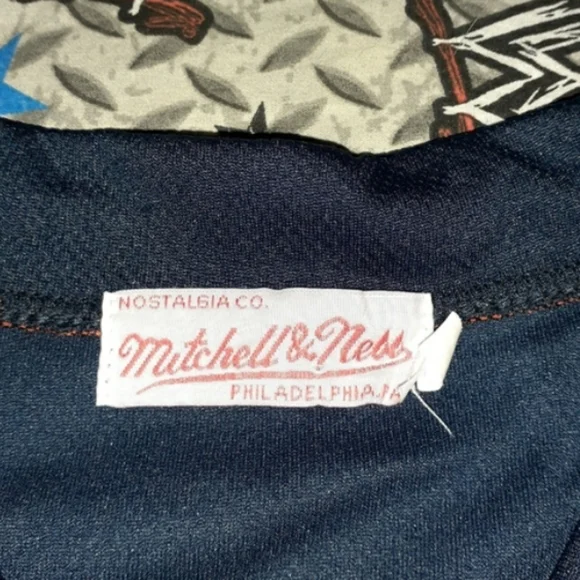 NOSTALGIA CO.
Mitchell & Ness
PHILADELPHIA, PA